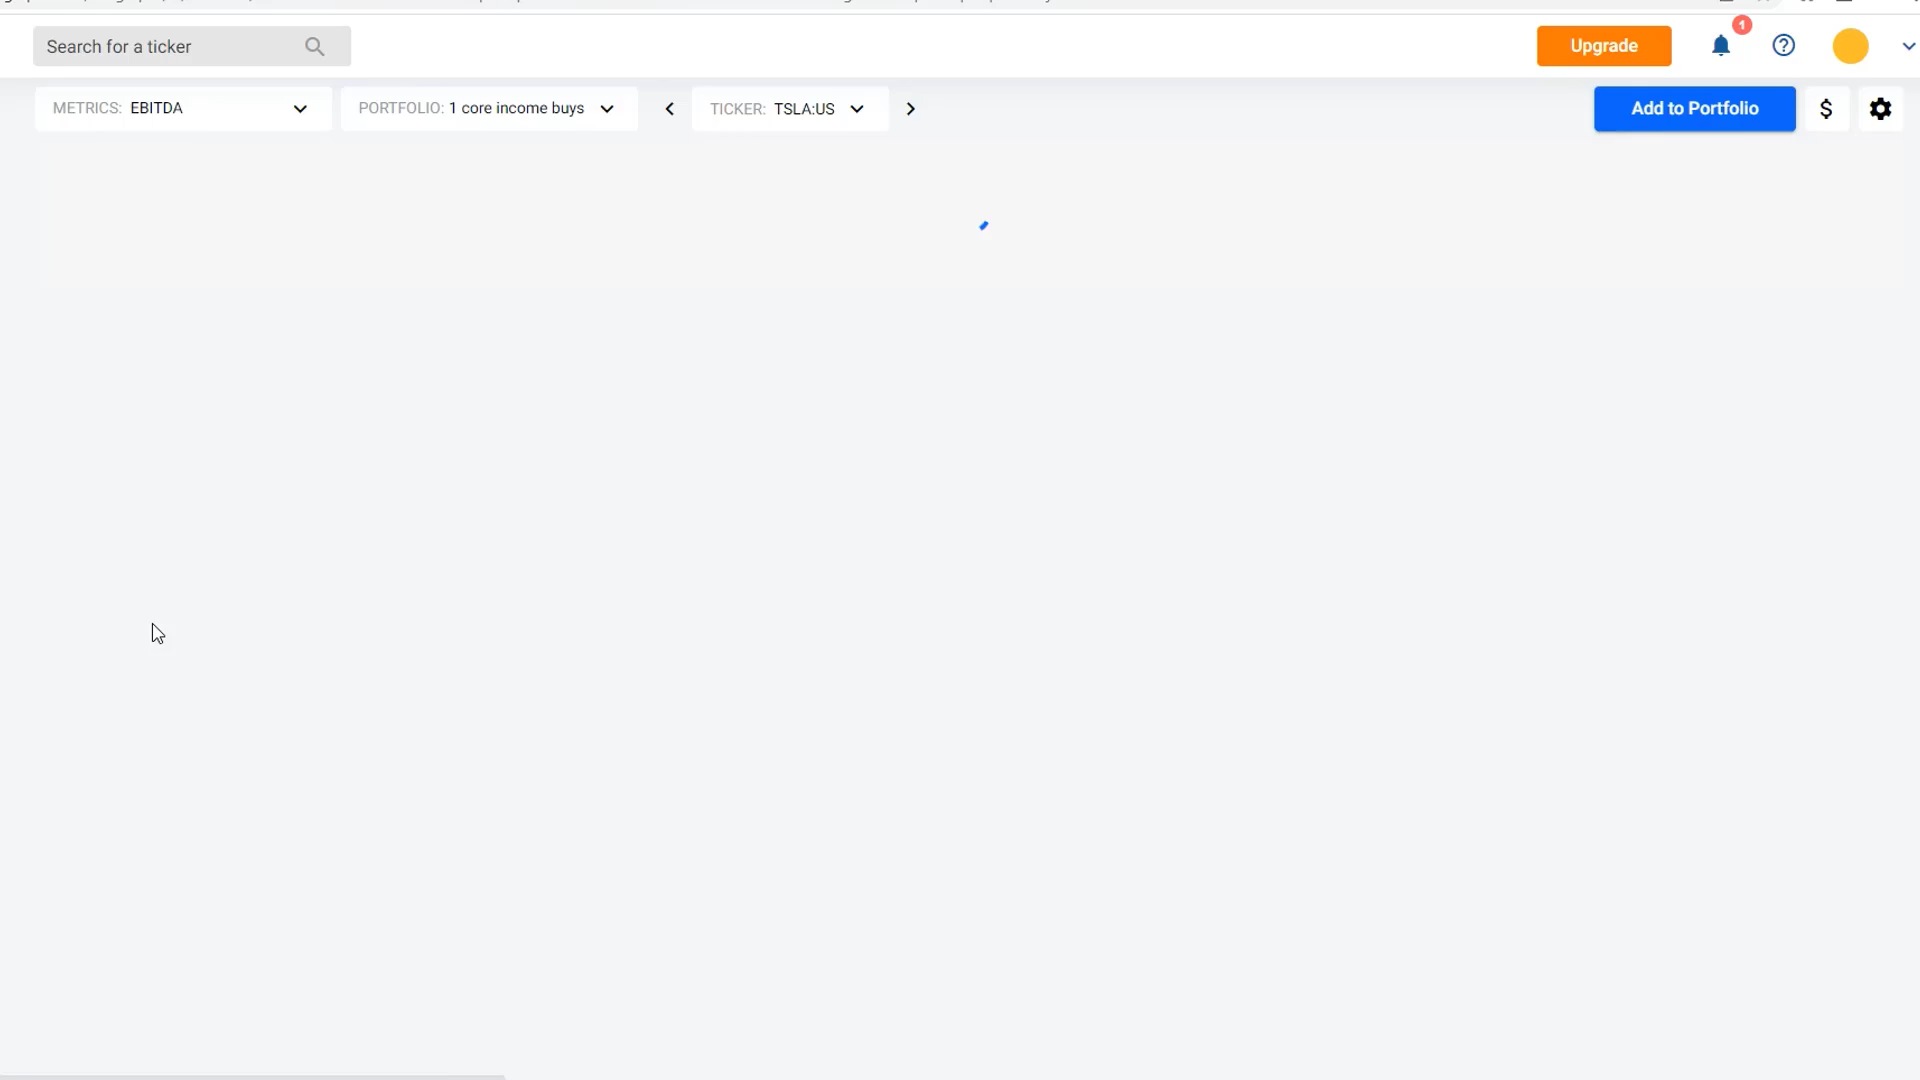 Search for a ticker
Upgrade
1
METRICS: EBITDA
PORTFOLIO: 1 core income buys
TICKER: TSLA:US
Add to Portfolio
$